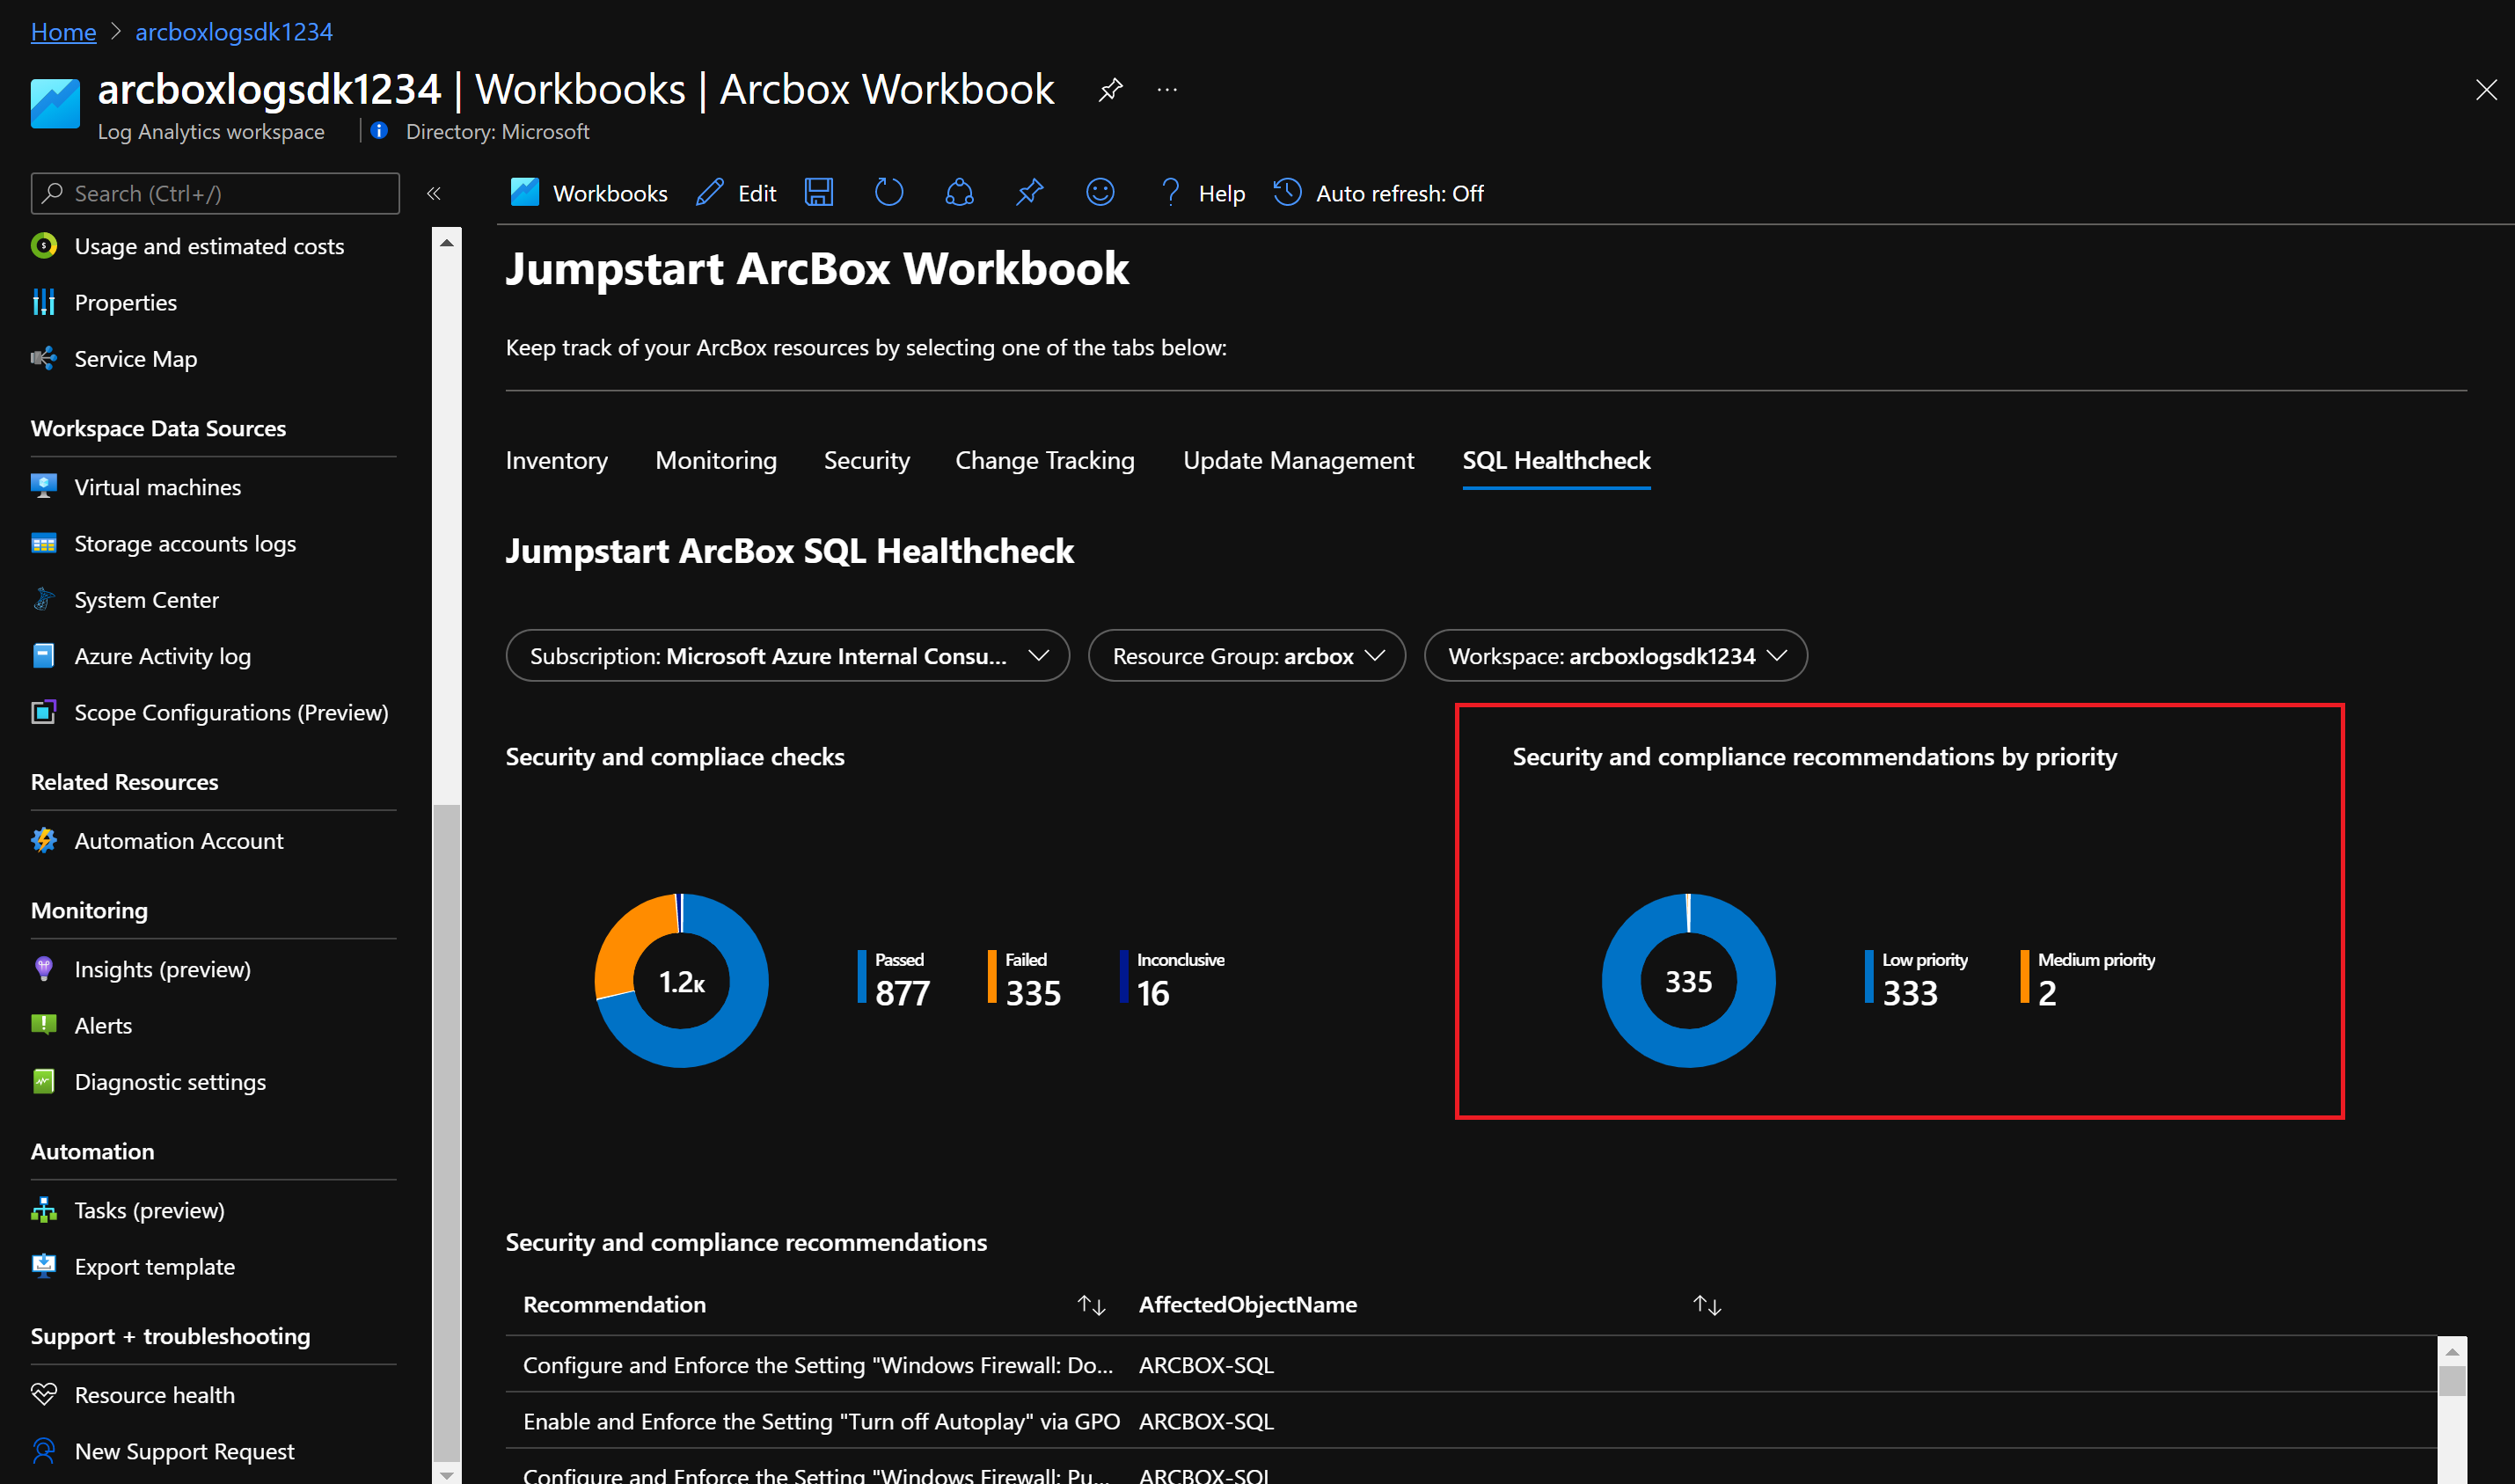 Home > arcboxlogsdk1234
arcboxlogsdk1234 | Workbooks | Arcbox Workbook
Log Analytics workspace
Directory: Microsoft
Search (Ctrl+/)
Usage and estimated costs
Properties
Service Map
Workspace Data Sources
Virtual machines
Storage accounts logs
System Center
Azure Activity log
Scope Configurations (Preview)
Related Resources
Automation Account
Monitoring
Insights (preview)
Alerts
Diagnostic settings
Automation
Tasks (preview)
Export template
Support + troubleshooting
Resource health
New Support Request
Workbooks
Edit
Help
Auto refresh: Off
Jumpstart ArcBox Workbook
Keep track of your ArcBox resources by selecting one of the tabs below:
Inventory
Monitoring
Security
Change Tracking
Update Management
SQL Healthcheck
Jumpstart ArcBox SQL Healthcheck
Subscription: Microsoft Azure Internal Consu...
Resource Group: arcbox
Workspace: arcboxlogsdk1234
Security and compliace checks
1.2K
Passed
877
Failed
335
Inconclusive
16
Security and compliance recommendations by priority
335
Low priority
333
Medium priority
2
Security and compliance recommendations
Recommendation
AffectedObjectName
Configure and Enforce the Setting "Windows Firewall: Do...
ARCBOX-SQL
Enable and Enforce the Setting "Turn off Autoplay" via GPO
ARCBOX-SQL
Configure and Enforce the Setting "Windows Firewall: Pu...
ARCBOX-SQL